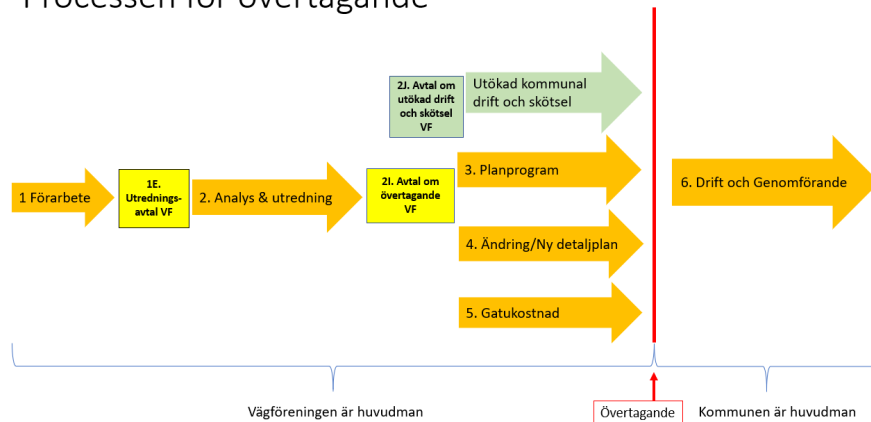 Processen för övertagande
2J. Avtal om
utökad drift
och skötsel
VF
Utökad kommunal
drift och skötsel
1 Förarbete
1E.
Utrednings-
avtal VF
2. Analys & utredning
2I. Avtal om
övertagande
VF
3. Planprogram
4. Ändring/Ny detaljplan
5. Gatukostnad
6. Drift och Genomförande
Vägföreningen är huvudman
Övertagande
Kommunen är huvudman